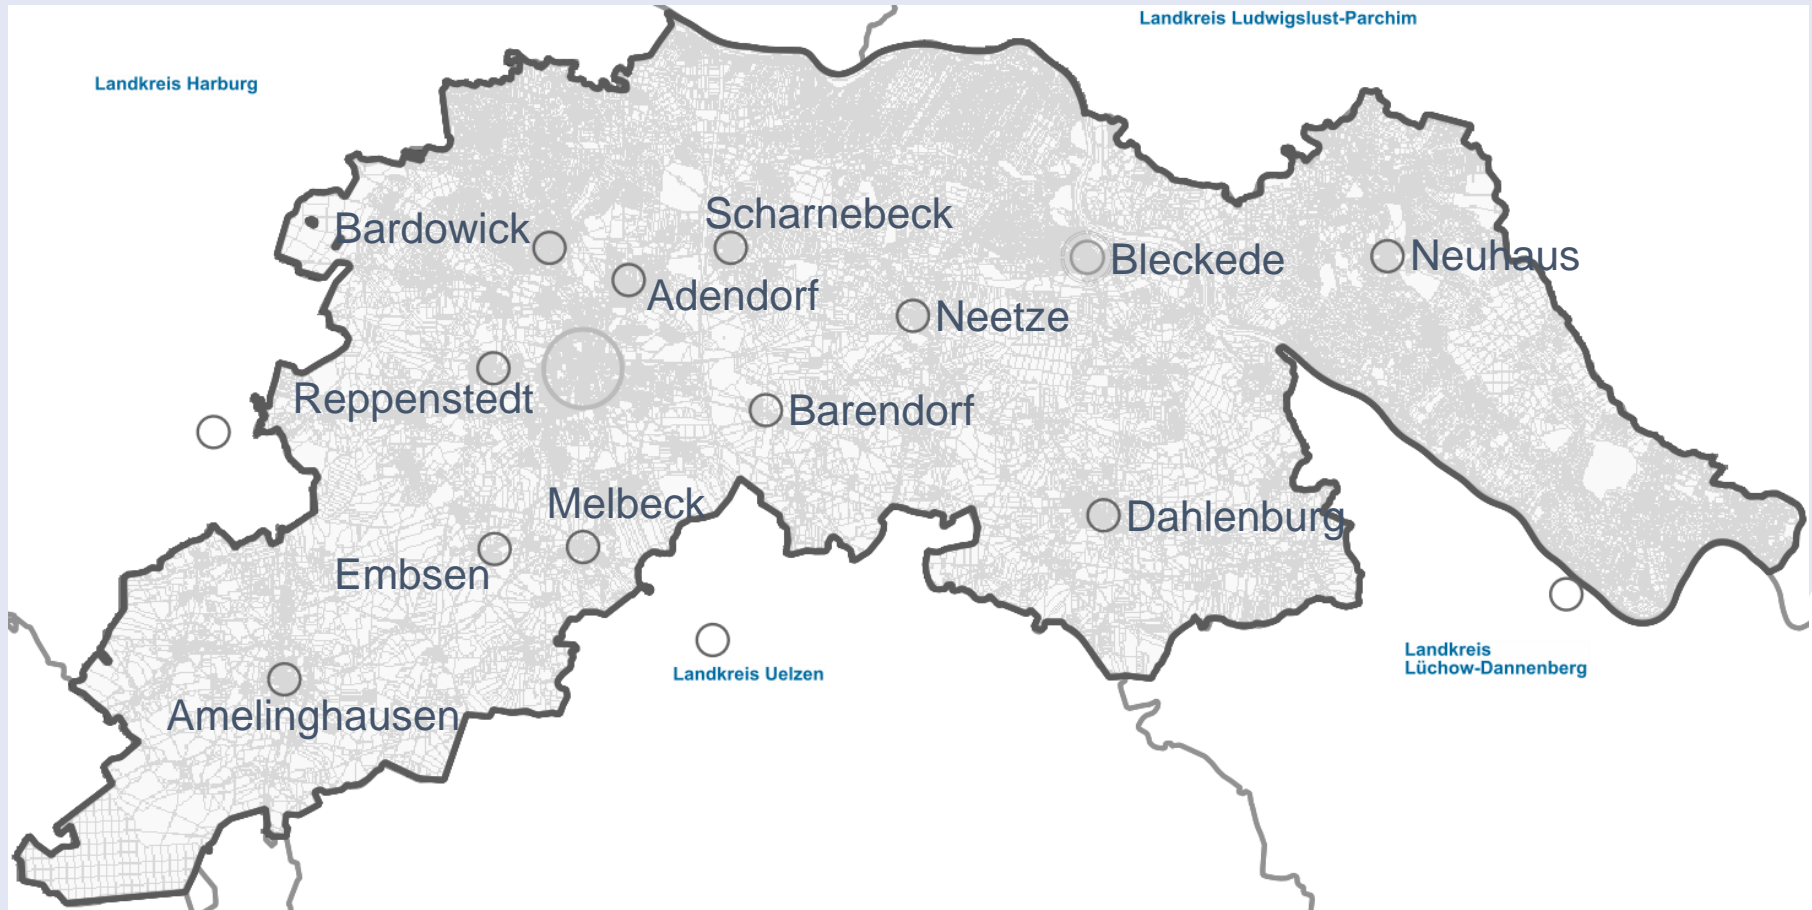 Landkreis Ludwigslust-Parchim
Landkreis Harburg
Scharnebeck
Bardowick
Neuhaus
Bleckede
Adendorf
Neetze
Reppenstedt
Barendorf
Melbeck
Dahlenburg
Embsen
Landkreis
Lüchow-Dannenberg
Landkreis Uelzen
Amelinghausen